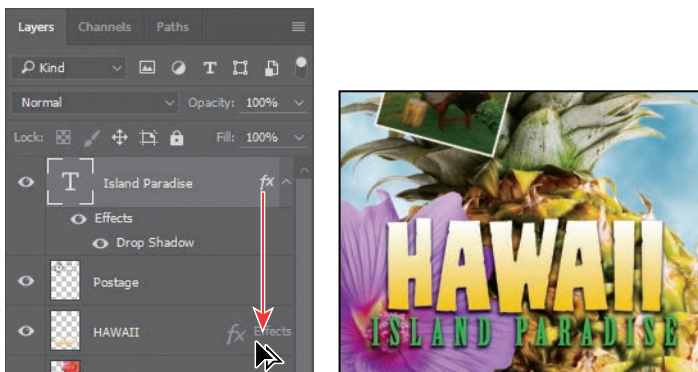 Layers Channels Paths
Kind
Normal Opacity: 100%
Lock: Fill: 100%
T Island Paradise fx
Effects
Drop Shadow
Postage
HAWAII fx Effects
HAWAII
ISLAND PARADISE